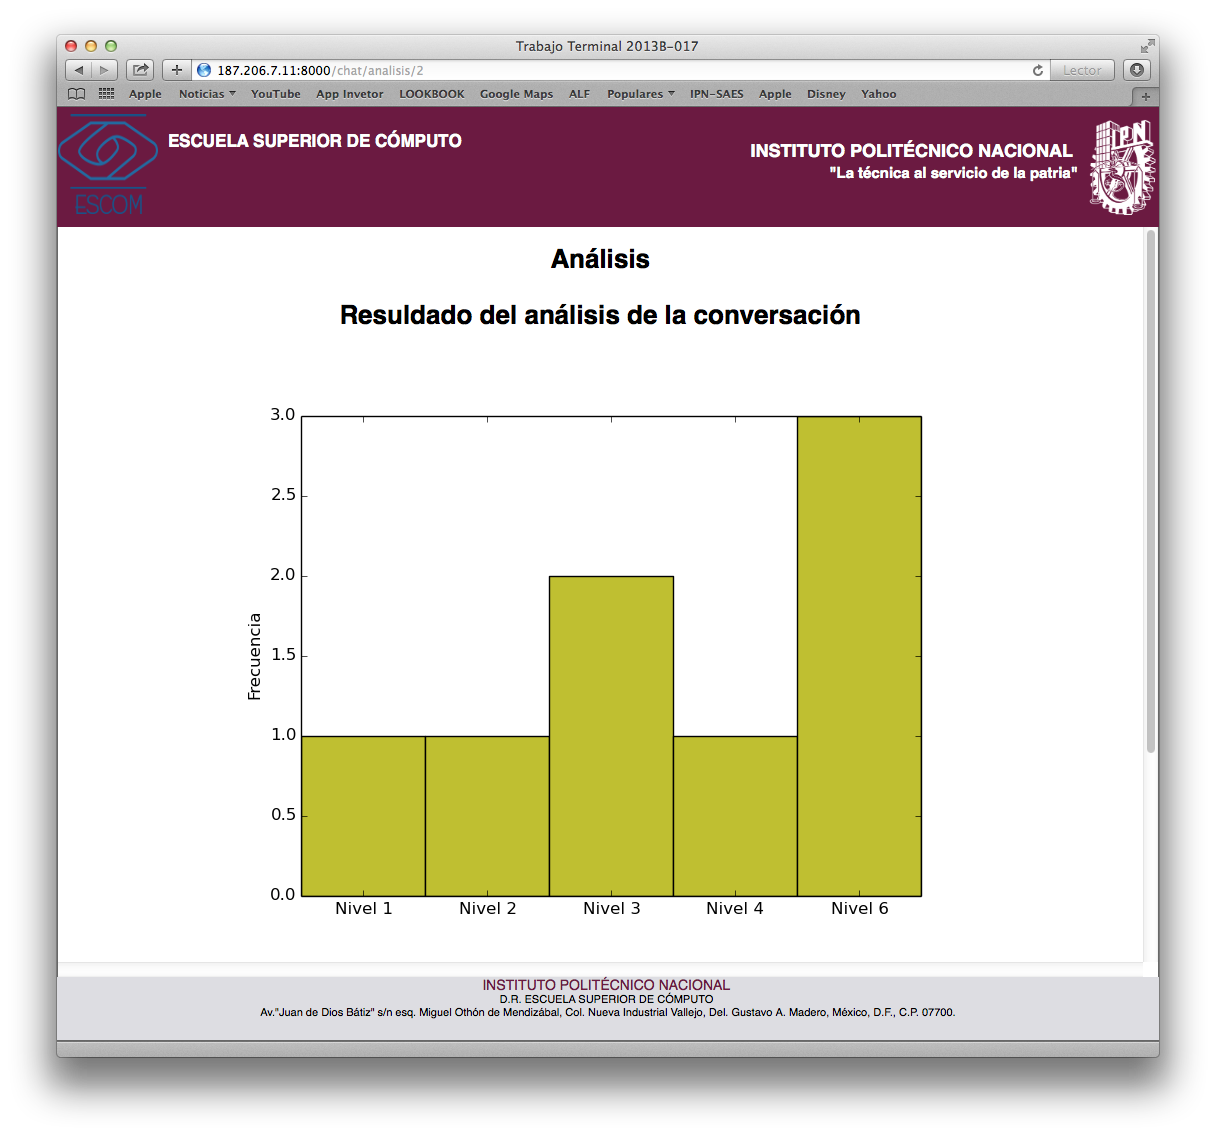 Trabajo Terminal 2013B-017
187.206.7.11:8000/chat/analisis/2
Lector
Apple Noticias YouTube App Invetor LOOKBOOK Google Maps ALF Populares IPN-SAES Apple Disney Yahoo
ESCUELA SUPERIOR DE CÓMPUTO
INSTITUTO POLITÉCNICO NACIONAL
"La técnica al servicio de la patria"
ESCOM
IPN
Análisis
Resuldado del análisis de la conversación
3.0
2.5
2.0
1.5
1.0
0.5
0.0
Frecuencia
Nivel 1 Nivel 2 Nivel 3 Nivel 4 Nivel 6
INSTITUTO POLITÉCNICO NACIONAL
D.R. ESCUELA SUPERIOR DE CÓMPUTO
Av."Juan de Dios Bátiz" s/n esq. Miguel Othón de Mendizábal, Col. Nueva Industrial Vallejo, Del. Gustavo A. Madero, México, D.F., C.P. 07700.